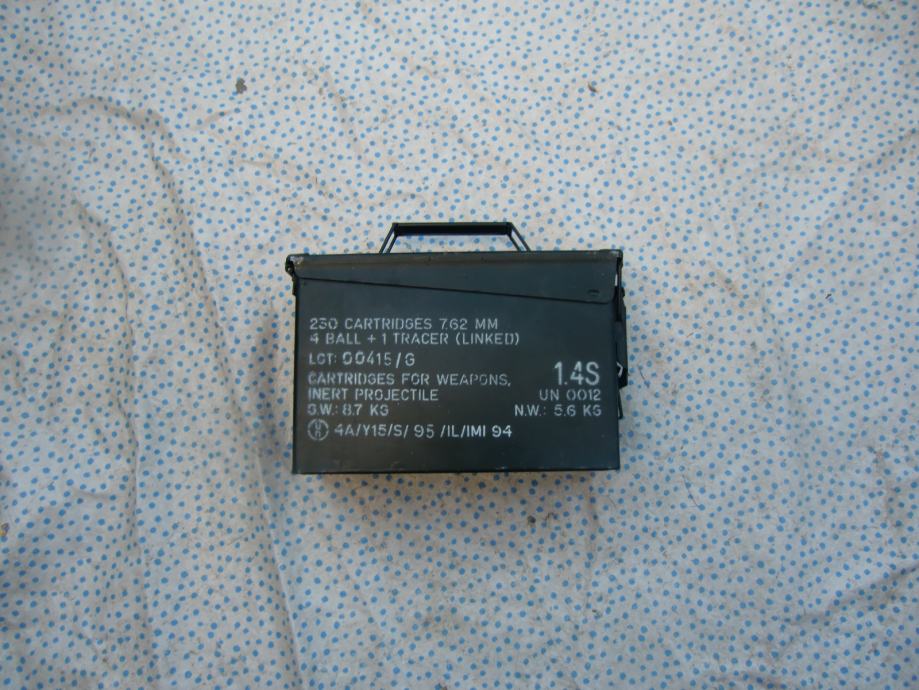 250 CARTRIDGES 7.62 MM
4 BALL + 1 TRACER (LINKED)
LOT: 00415/G
CARTRIDGES FOR WEAPONS,
INERT PROJECTILE
1.4S
UN 0012
G.W.: 8.7 KG
N.W.: 5.6 KG
UN 4A/Y15/S/ 95 /IL/IMI 94